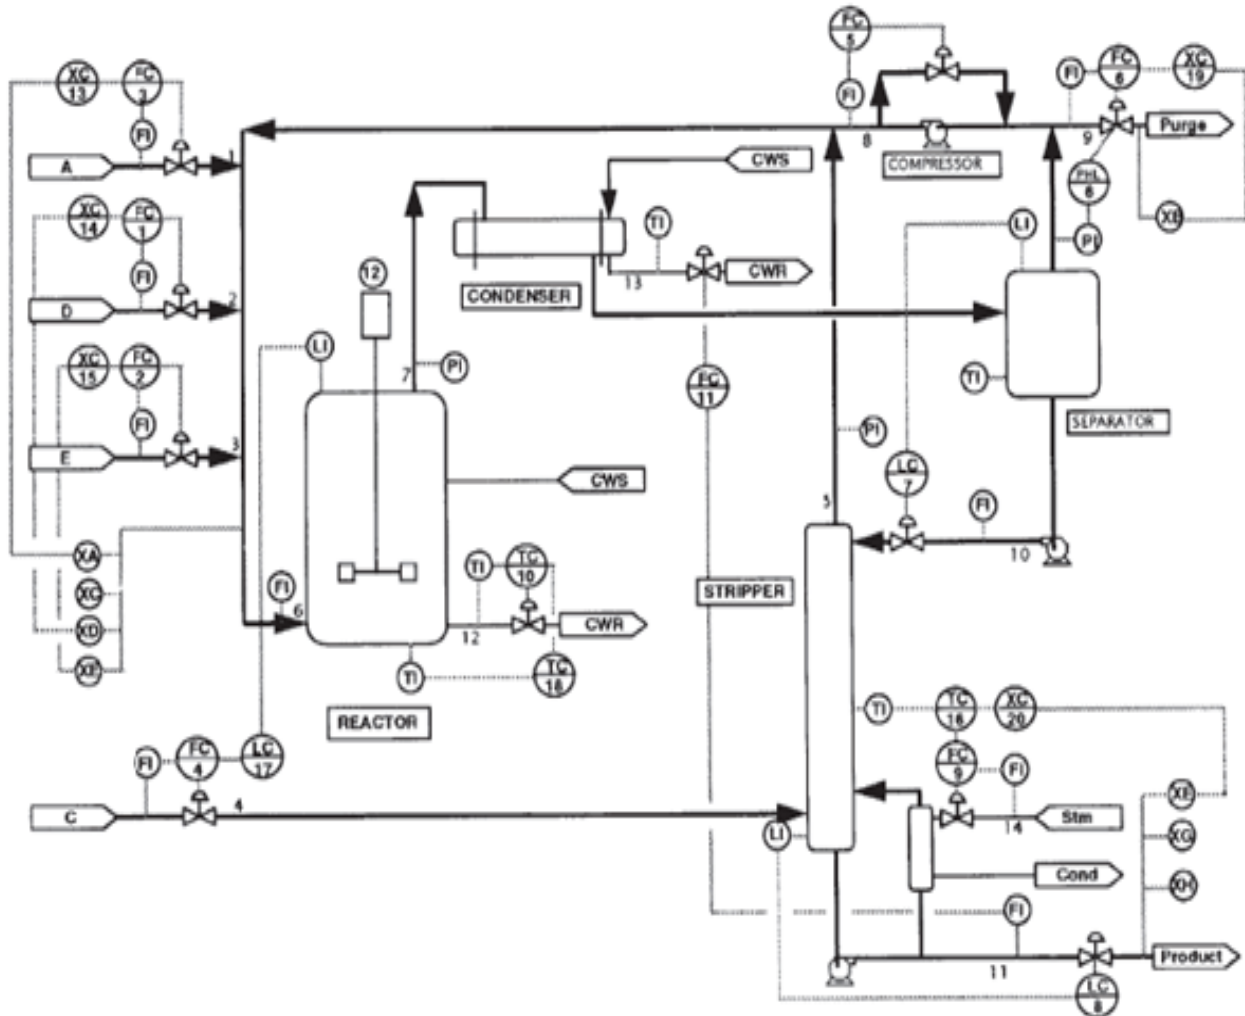 FC
5
XC
13
FC
3
FI
FI
FC
6
XC
19
FI
A
1
8
COMPRESSOR
9
Purge
CWS
XC
14
FC
1
PHL
6
XB
FI
TI
LI
PI
CWR
13
CONDENSER
12
D
2
LI
7
PI
XC
15
FC
2
FC
11
TI
FI
SEPARATOR
PI
E
3
CWS
LC
7
5
FI
10
XA
TI
TC
10
STRIPPER
XC
FI
6
XD
12
CWR
TI
TC
18
REACTOR
TI
TC
16
XC
20
FI
FC
4
LC
17
FC
9
FI
XE
C
4
LI
14
Stm
XG
Cond
XH
FI
11
Product
LC
8